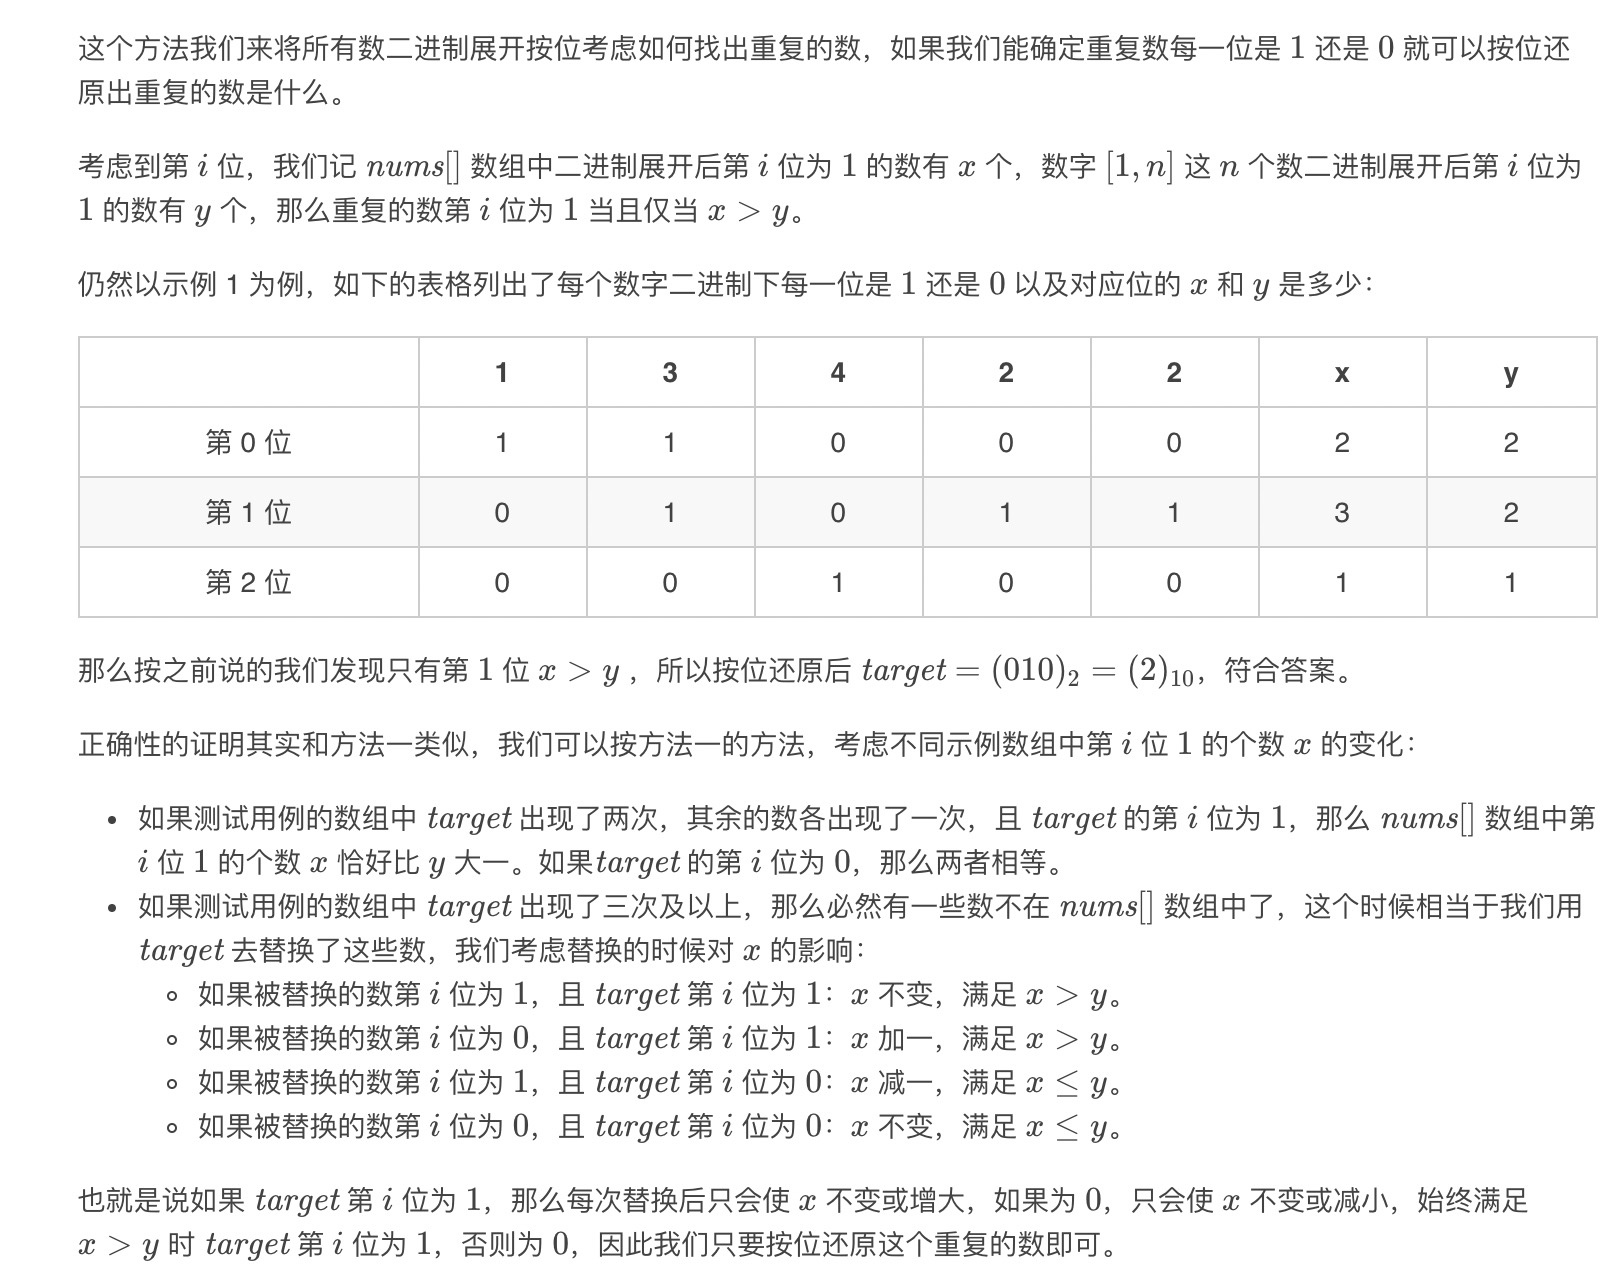 这个方法我们来将所有数二进制展开按位考虑如何找出重复的数，如果我们能确定重复数每一位是 1 还是 0 就可以按位还
原出重复的数是什么。
考虑到第 i 位，我们记 nums[] 数组中二进制展开后第 i 位为 1 的数有 x 个，数字 [1, n] 这 n 个数二进制展开后第 i 位为
1 的数有 y 个，那么重复的数第 i 位为 1 当且仅当 x > y。
仍然以示例 1 为例，如下的表格列出了每个数字二进制下每一位是 1 还是 0 以及对应位的 x 和 y 是多少：
1 3 4 2 2 x y
第 0 位 1 1 0 0 0 2 2
第 1 位 0 1 0 1 1 3 2
第 2 位 0 0 1 0 0 1 1
那么按之前说的我们发现只有第 1 位 x > y ，所以按位还原后 target = (010)₂ = (2)₁₀，符合答案。
正确性的证明其实和方法一类似，我们可以按方法一的方法，考虑不同示例数组中第 i 位 1 的个数 x 的变化：
• 如果测试用例的数组中 target 出现了两次，其余的数各出现了一次，且 target 的第 i 位为 1，那么 nums[] 数组中第
i 位 1 的个数 x 恰好比 y 大一。如果target 的第 i 位为 0，那么两者相等。
• 如果测试用例的数组中 target 出现了三次及以上，那么必然有一些数不在 nums[] 数组中了，这个时候相当于我们用
target 去替换了这些数，我们考虑替换的时候对 x 的影响：
◦ 如果被替换的数第 i 位为 1，且 target 第 i 位为 1：x 不变，满足 x > y。
◦ 如果被替换的数第 i 位为 0，且 target 第 i 位为 1：x 加一，满足 x > y。
◦ 如果被替换的数第 i 位为 1，且 target 第 i 位为 0：x 减一，满足 x ≤ y。
◦ 如果被替换的数第 i 位为 0，且 target 第 i 位为 0：x 不变，满足 x ≤ y。
也就是说如果 target 第 i 位为 1，那么每次替换后只会使 x 不变或增大，如果为 0，只会使 x 不变或减小，始终满足
x > y 时 target 第 i 位为 1，否则为 0，因此我们只要按位还原这个重复的数即可。